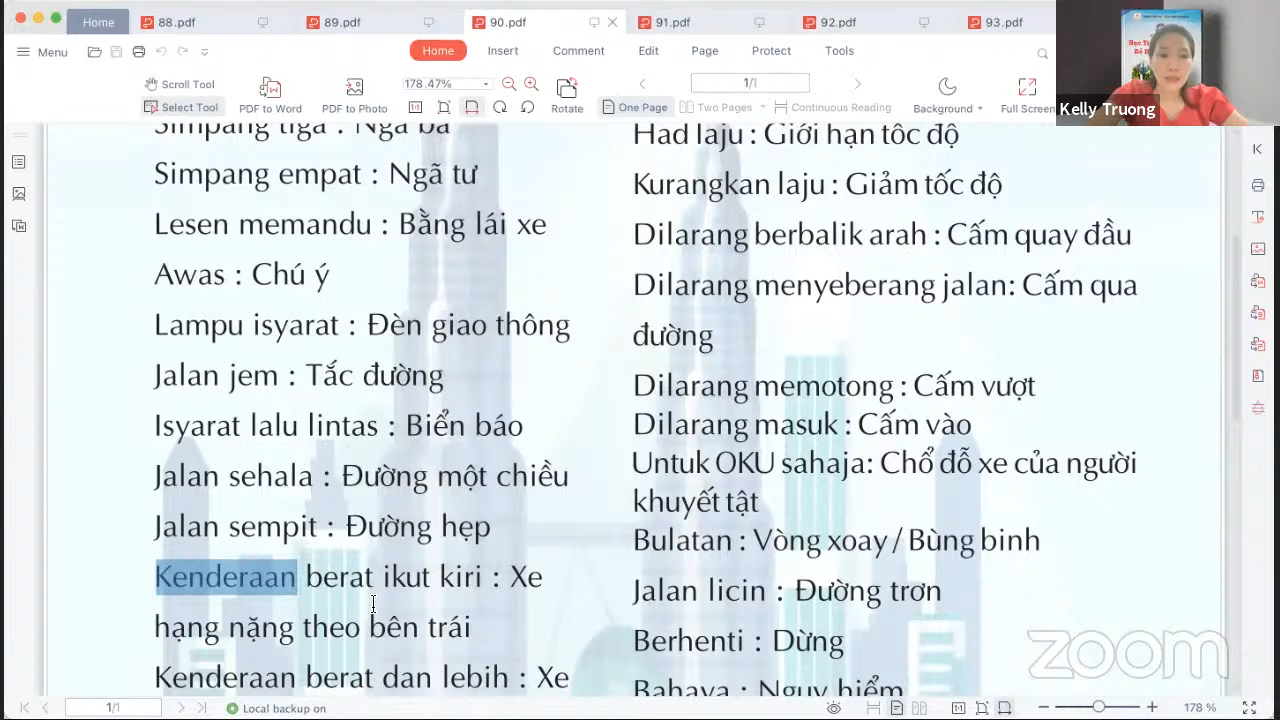 Home
88.pdf
89.pdf
90.pdf
91.pdf
92.pdf
93.pdf
Menu
Home
Insert
Comment
Edit
Page
Protect
Tools
Scroll Tool
Select Tool
PDF to Word
PDF to Photo
178.47%
Rotate
1/1
One Page
Two Pages
Continuous Reading
Background
Full Screen
Kelly Truong
Simpang tiga : Ngã ba
Simpang empat : Ngã tư
Lesen memandu : Bằng lái xe
Awas : Chú ý
Lampu isyarat : Đèn giao thông
Jalan jem : Tắc đường
Isyarat lalu lintas : Biển báo
Jalan sehala : Đường một chiều
Jalan sempit : Đường hẹp
Kenderaan berat ikut kiri : Xe
hạng nặng theo bên trái
Kenderaan berat dan lebih : Xe
Had laju : Giới hạn tốc độ
Kurangkan laju : Giảm tốc độ
Dilarang berbalik arah : Cấm quay đầu
Dilarang menyeberang jalan: Cấm qua
đường
Dilarang memotong : Cấm vượt
Dilarang masuk : Cấm vào
Untuk OKU sahaja: Chổ đỗ xe của người
khuyết tật
Bulatan : Vòng xoay / Bùng binh
Jalan licin : Đường trơn
Berhenti : Dừng
Bahaya : Nguy hiểm
zoom
1/1
Local backup on
178 %